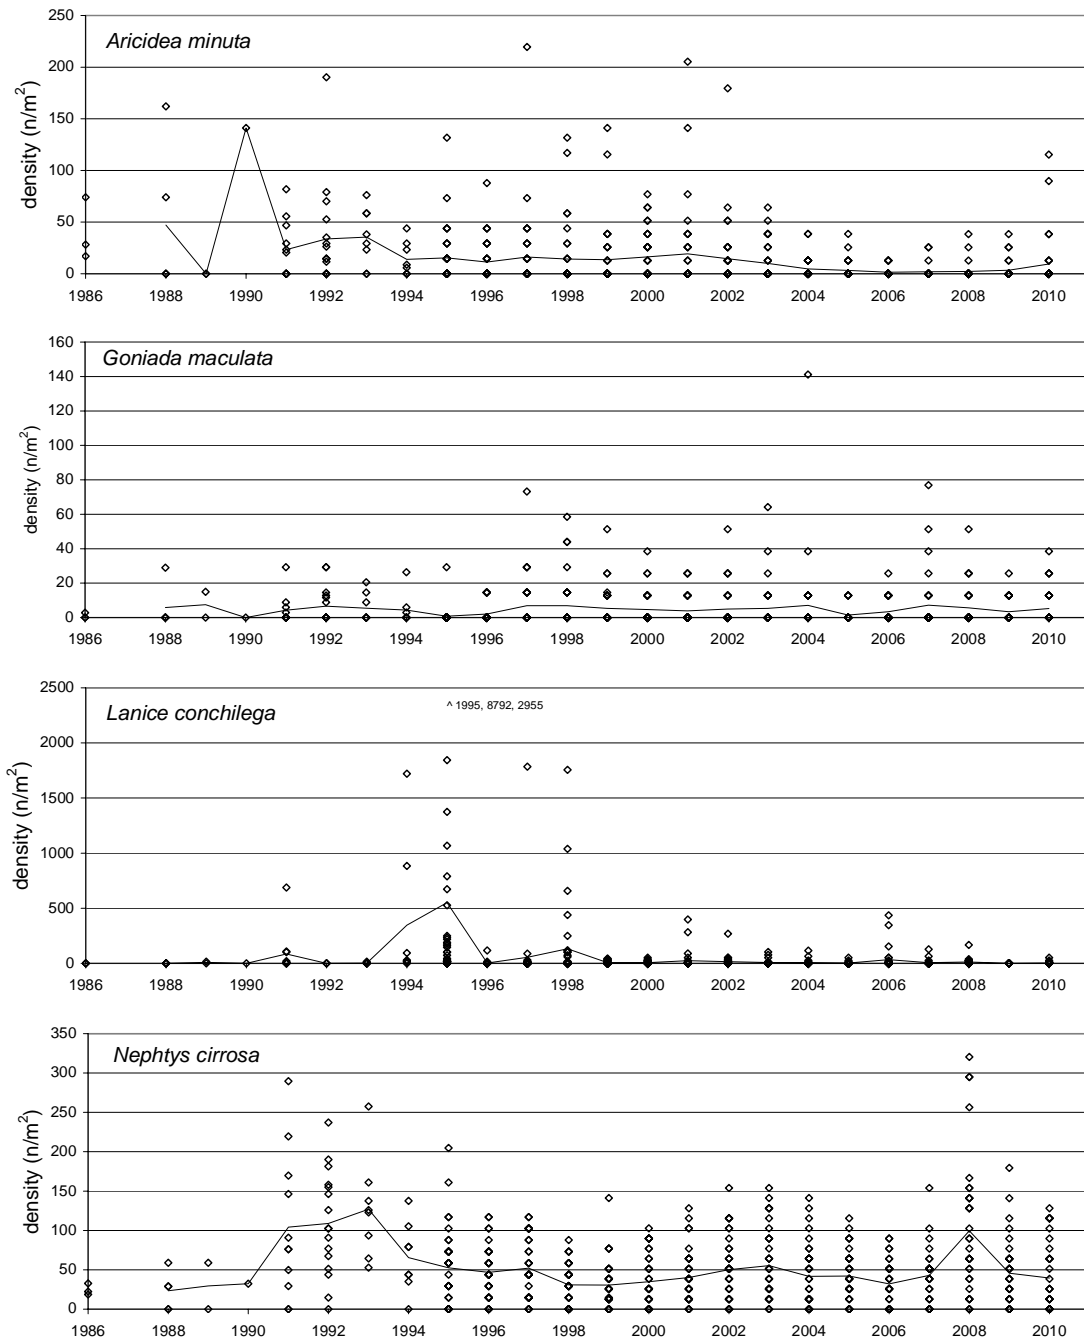 Aricidea minuta
density (n/m²)
250
200
150
100
50
0
1986 1988 1990 1992 1994 1996 1998 2000 2002 2004 2006 2008 2010
Goniada maculata
density (n/m²)
160
140
120
100
80
60
40
20
0
1986 1988 1990 1992 1994 1996 1998 2000 2002 2004 2006 2008 2010
Lanice conchilega
^ 1995, 8792, 2955
density (n/m²)
2500
2000
1500
1000
500
0
1986 1988 1990 1992 1994 1996 1998 2000 2002 2004 2006 2008 2010
Nephtys cirrosa
density (n/m²)
350
300
250
200
150
100
50
0
1986 1988 1990 1992 1994 1996 1998 2000 2002 2004 2006 2008 2010